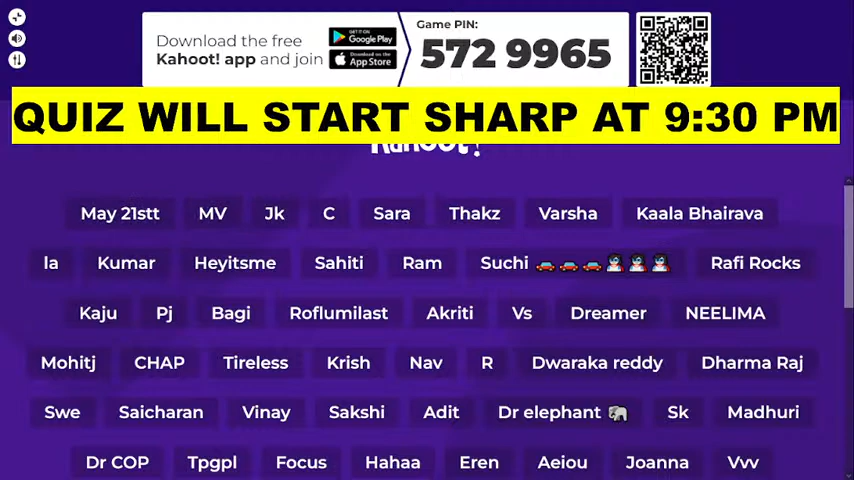 Download the free
Kahoot! app and join
GET IT ON
Google Play
Download on the
App Store
Game PIN:
572 9965
QUIZ WILL START SHARP AT 9:30 PM
Kahoot!
May 21stt MV Jk C Sara Thakz Varsha Kaala Bhairava
la Kumar Heyitsme Sahiti Ram Suchi 🚗🚗🚗🦸🦸🦸 Rafi Rocks
Kaju Pj Bagi Roflumilast Akriti Vs Dreamer NEELIMA
Mohitj CHAP Tireless Krish Nav R Dwaraka reddy Dharma Raj
Swe Saicharan Vinay Sakshi Adit Dr elephant 🐘 Sk Madhuri
Dr COP Tpgpl Focus Hahaa Eren Aeiou Joanna Vvv